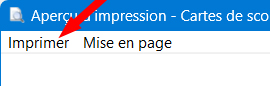 Aperçu d'impression - Cartes de sco
Imprimer Mise en page